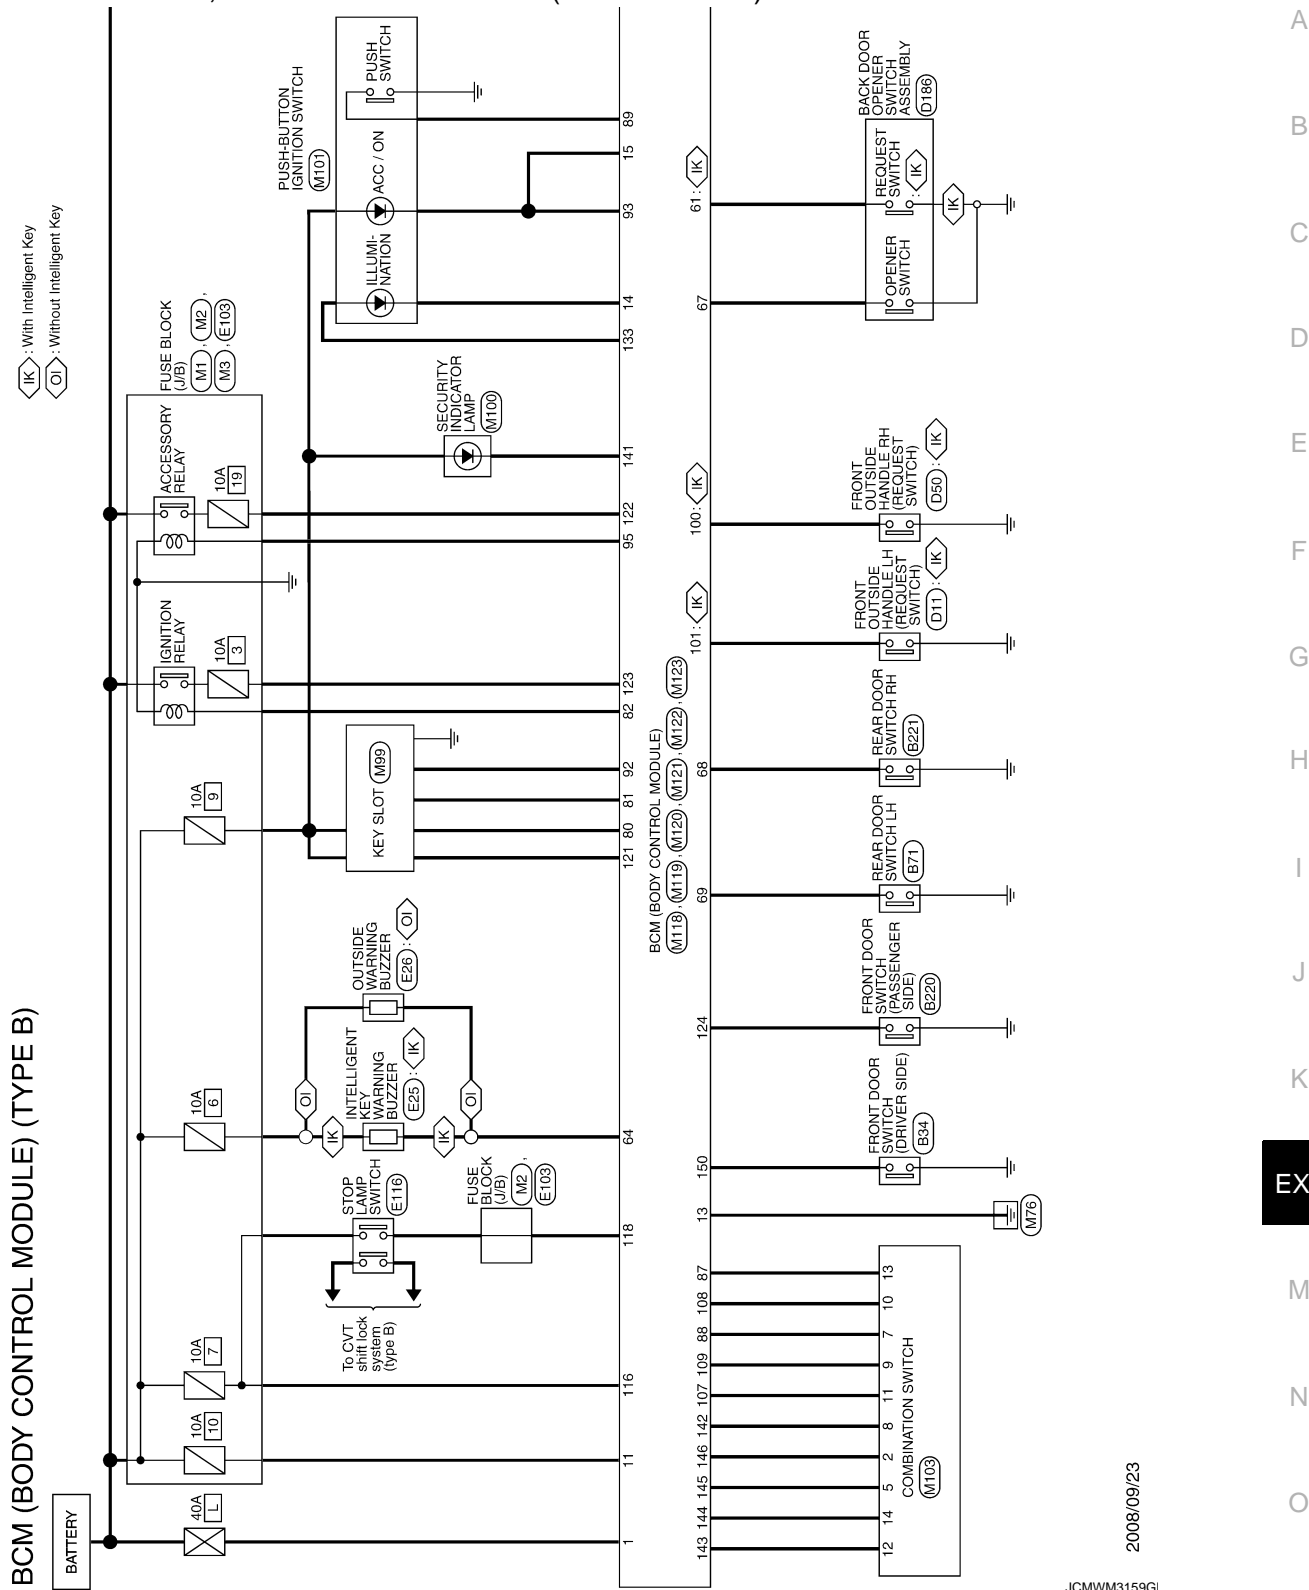 BCM (BODY CONTROL MODULE) (TYPE B)
IK : With Intelligent Key
OI : Without Intelligent Key
BATTERY
40A
L
10A
10
10A
7
10A
6
10A
9
IGNITION
RELAY
10A
3
ACCESSORY
RELAY
10A
19
FUSE BLOCK
(J/B)
M1 , M2 ,
M3 , E103
To CVT
shift lock
system
(type B)
STOP
LAMP
SWITCH
E116
FUSE
BLOCK
(J/B)
M2 ,
E103
INTELLIGENT
KEY
WARNING
BUZZER
E25 : IK
OUTSIDE
WARNING
BUZZER
E26 : OI
OI
IK
IK
OI
KEY SLOT M99
SECURITY
INDICATOR
LAMP
M100
PUSH-BUTTON
IGNITION SWITCH
M101
ILLUMI-
NATION
ACC / ON
PUSH
SWITCH
1
11
116
118
64
121
80
81
92
82
123
95
122
141
133
14
93
15
89
BCM (BODY CONTROL MODULE)
M118 , M119 , M120 , M121 , M122 , M123
143
144
145
146
142
107
109
88
108
87
13
150
124
69
68
101 : IK
100 : IK
67
61 : IK
12
14
5
2
8
11
9
7
10
13
COMBINATION SWITCH
M103
M76
FRONT DOOR
SWITCH
(DRIVER SIDE)
B34
FRONT DOOR
SWITCH
(PASSENGER
SIDE)
B220
REAR DOOR
SWITCH LH
B71
REAR DOOR
SWITCH RH
B221
FRONT
OUTSIDE
HANDLE LH
(REQUEST
SWITCH)
D11 : IK
FRONT
OUTSIDE
HANDLE RH
(REQUEST
SWITCH)
D50 : IK
BACK DOOR
OPENER
SWITCH
ASSEMBLY
D186
OPENER
SWITCH
REQUEST
SWITCH
: IK
IK
2008/09/23
JCMWM3159G
A
B
C
D
E
F
G
H
I
J
K
EX
M
N
O